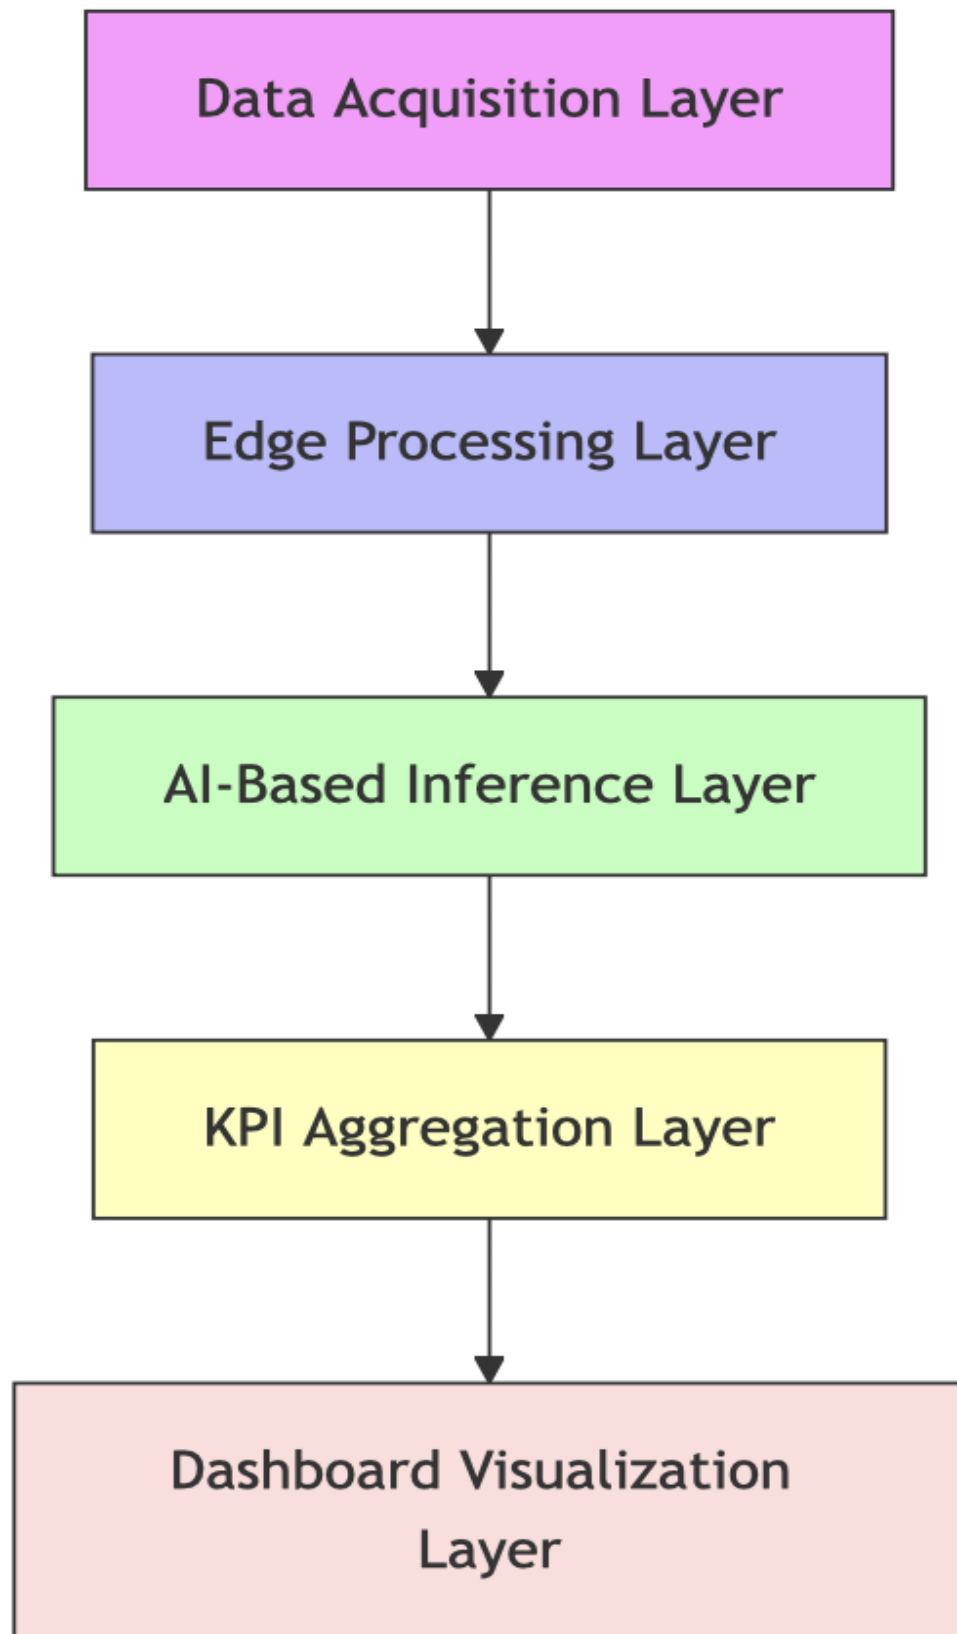 Data Acquisition Layer
Edge Processing Layer
AI-Based Inference Layer
KPI Aggregation Layer
Dashboard Visualization
Layer